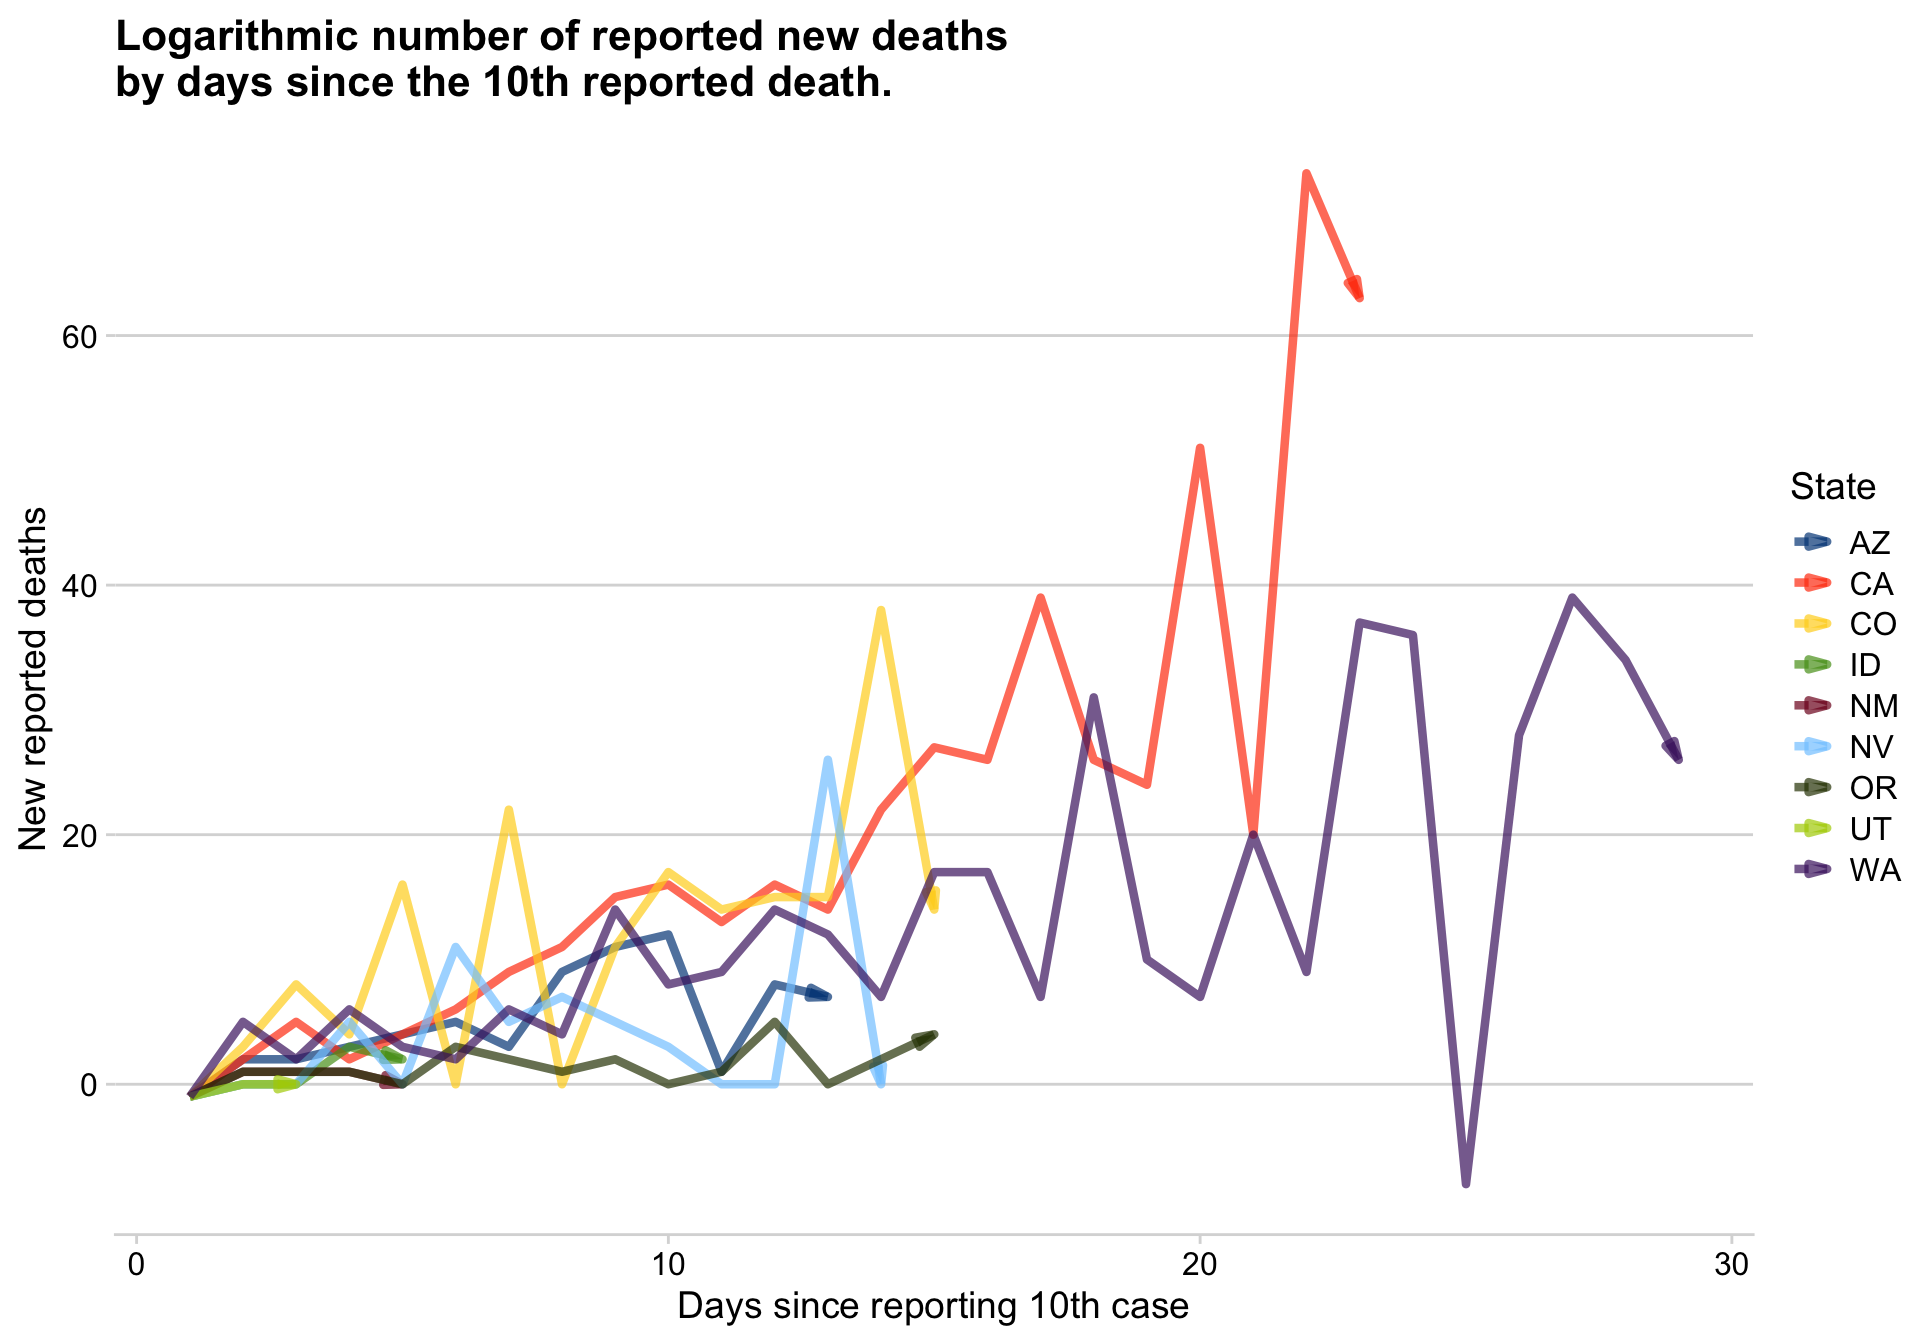 Logarithmic number of reported new deaths
by days since the 10th reported death.
60
40
20
0
New reported deaths
0
10
20
30
Days since reporting 10th case
State
AZ
CA
CO
ID
NM
NV
OR
UT
WA